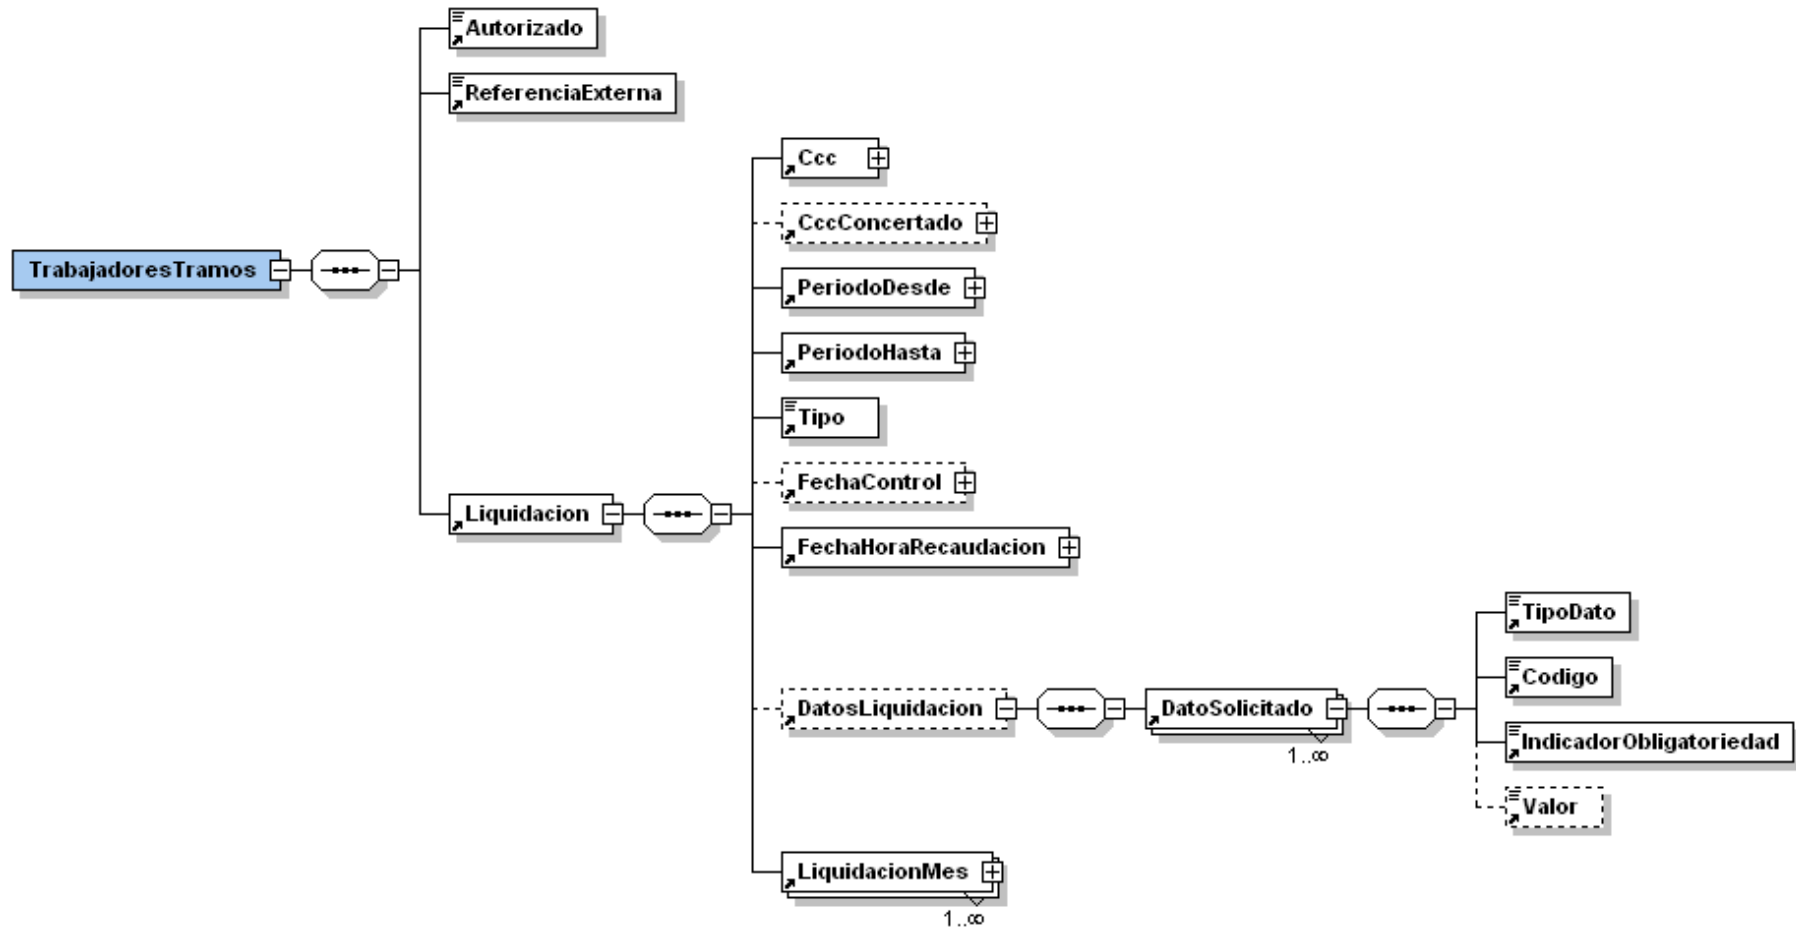 Autorizado
ReferenciaExterna
Ccc
CccConcertado
TrabajadoresTramos
PeriodoDesde
PeriodoHasta
Tipo
FechaControl
Liquidacion
FechaHoraRecaudacion
TipoDato
Codigo
DatosLiquidacion
DatoSolicitado
IndicadorObligatoriedad
1..∞
Valor
LiquidacionMes
1..∞